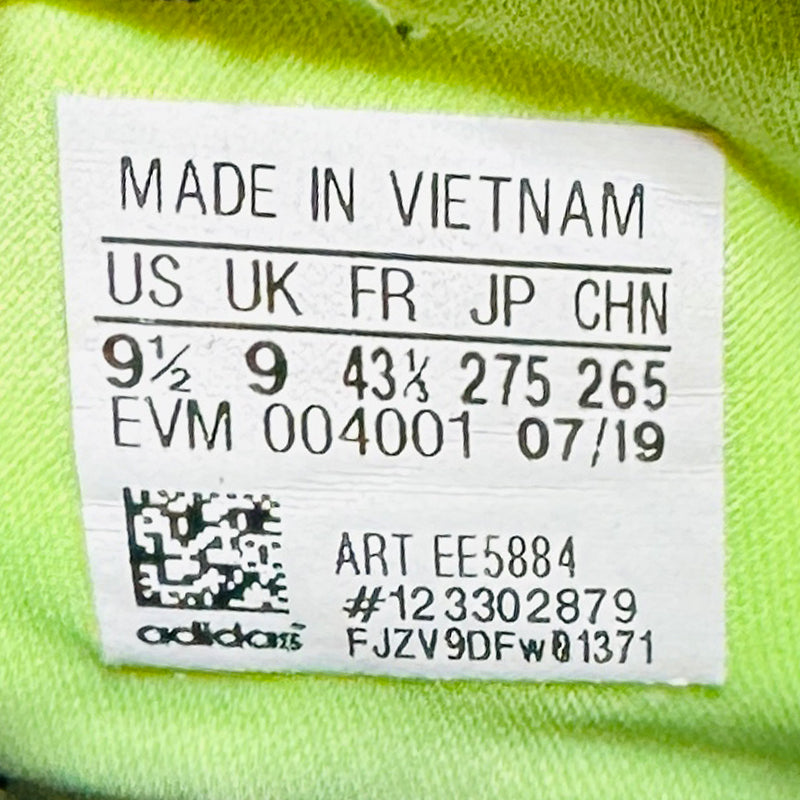 MADE IN VIETNAM
US UK FR JP CHN
9½ 9 43⅓ 275 265
EVM 004001 07/19
ART EE5884
#123302879
adidas
FJZV9DFW01371